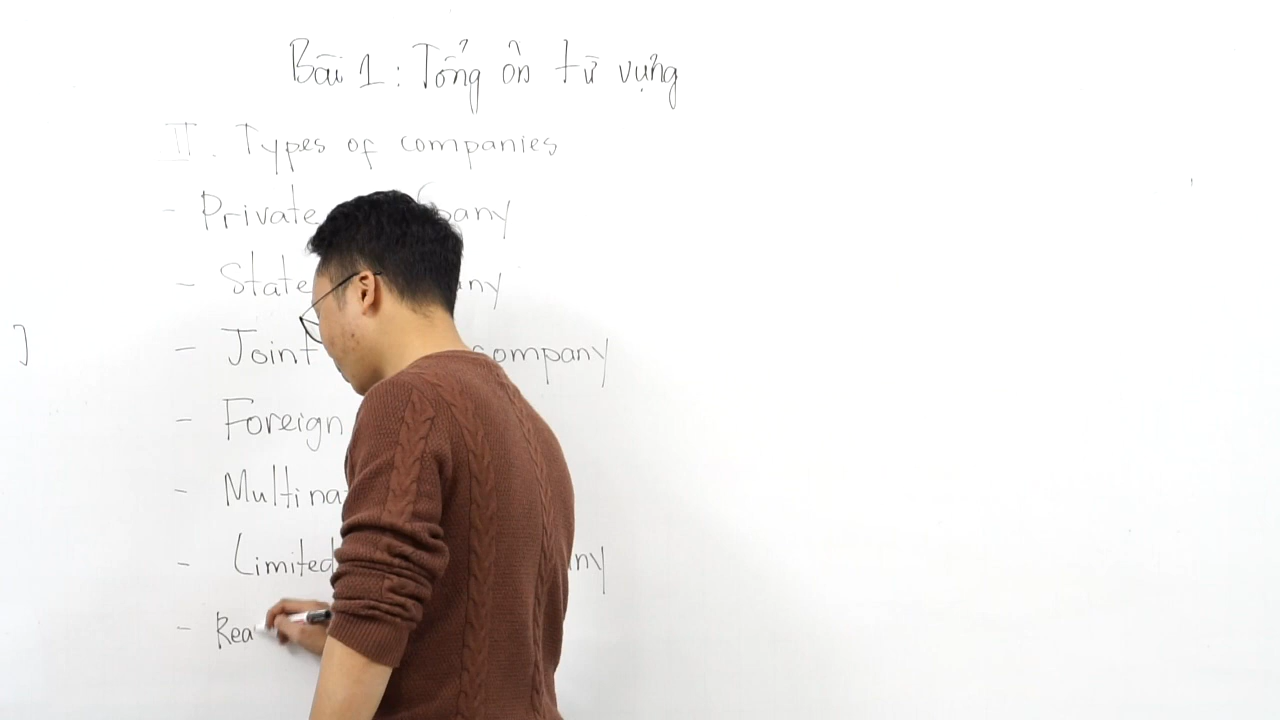 Bài 1: Tổng ôn từ vựng
II. Types of companies
- Private pany
- State ny
- Joint company
- Foreign
- Multina
- Limited ny
- Rea
]